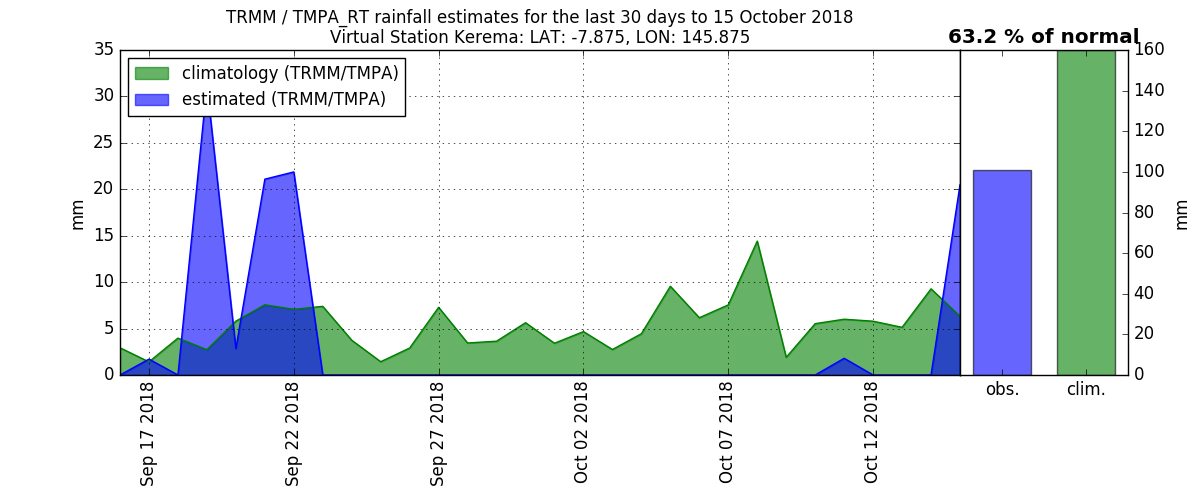 TRMM / TMPA_RT rainfall estimates for the last 30 days to 15 October 2018
Virtual Station Kerema: LAT: -7.875, LON: 145.875
63.2 % of normal
climatology (TRMM/TMPA)
estimated (TRMM/TMPA)
35
30
25
20
15
10
5
0
mm
Sep 17 2018
Sep 22 2018
Sep 27 2018
Oct 02 2018
Oct 07 2018
Oct 12 2018
obs.
clim.
160
140
120
100
80
60
40
20
0
mm